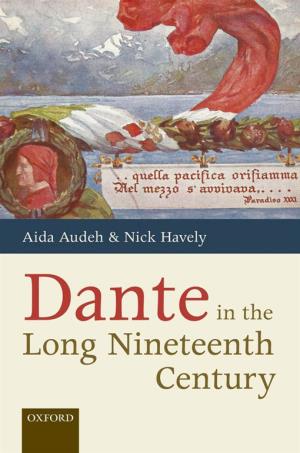 ....quella pacifica orifiamma
Nel mezzo s'avvivava,....
Paradiso XXXI.
Aida Audeh & Nick Havely
Dante in the
Long Nineteenth
Century
OXFORD